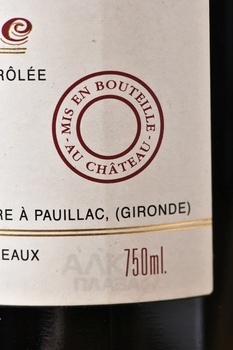 RÔLÉE
MIS EN BOUTEILLE
- AU CHÂTEAU -
RE À PAUILLAC, (GIRONDE)
EAUX
750ml.